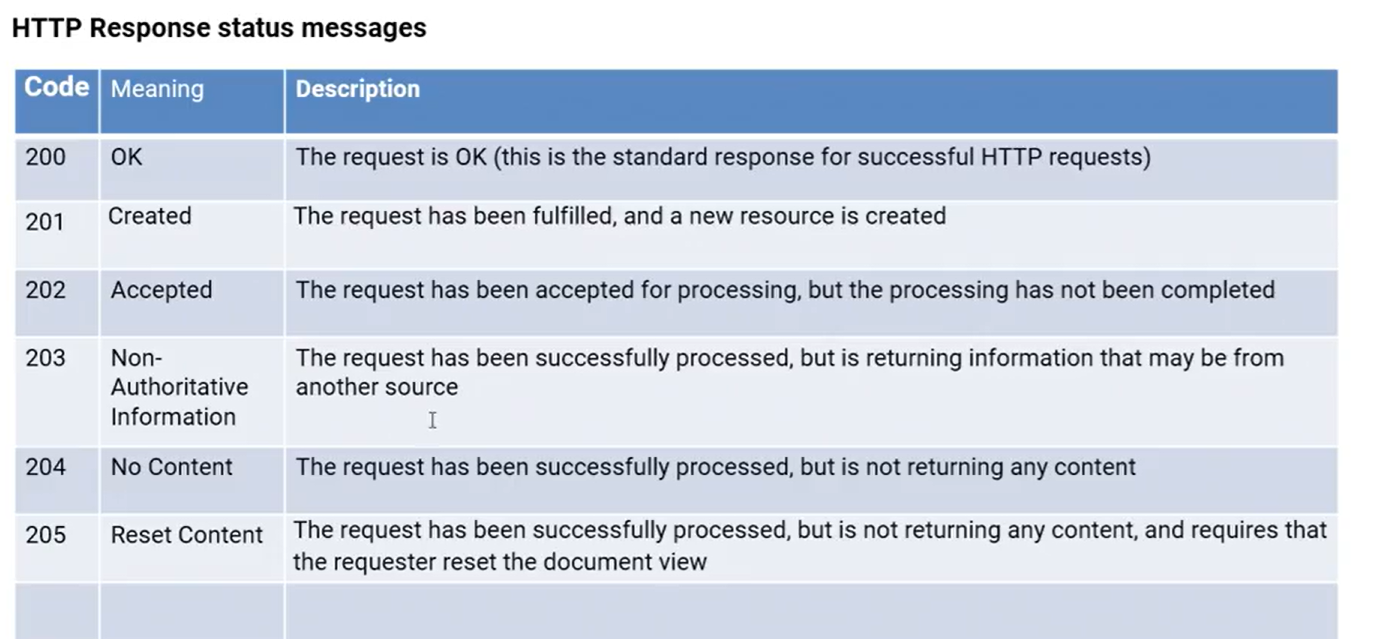 HTTP Response status messages
Code Meaning Description
200 OK The request is OK (this is the standard response for successful HTTP requests)
201 Created The request has been fulfilled, and a new resource is created
202 Accepted The request has been accepted for processing, but the processing has not been completed
203 Non-Authoritative Information The request has been successfully processed, but is returning information that may be from another source
204 No Content The request has been successfully processed, but is not returning any content
205 Reset Content The request has been successfully processed, but is not returning any content, and requires that the requester reset the document view